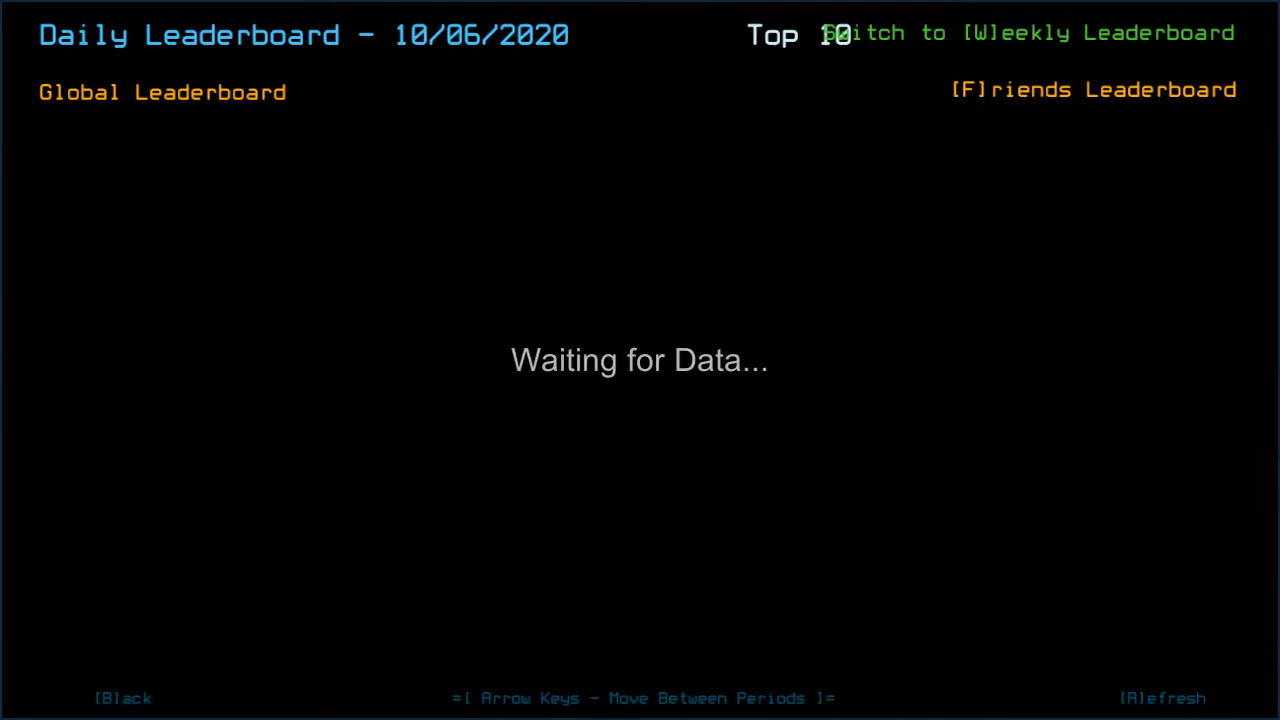 Daily Leaderboard - 10/06/2020 Top 10 Switch to [W]eekly Leaderboard
Global Leaderboard [F]riends Leaderboard
Waiting for Data...
[B]ack =[ Arrow Keys - Move Between Periods ]= [R]efresh